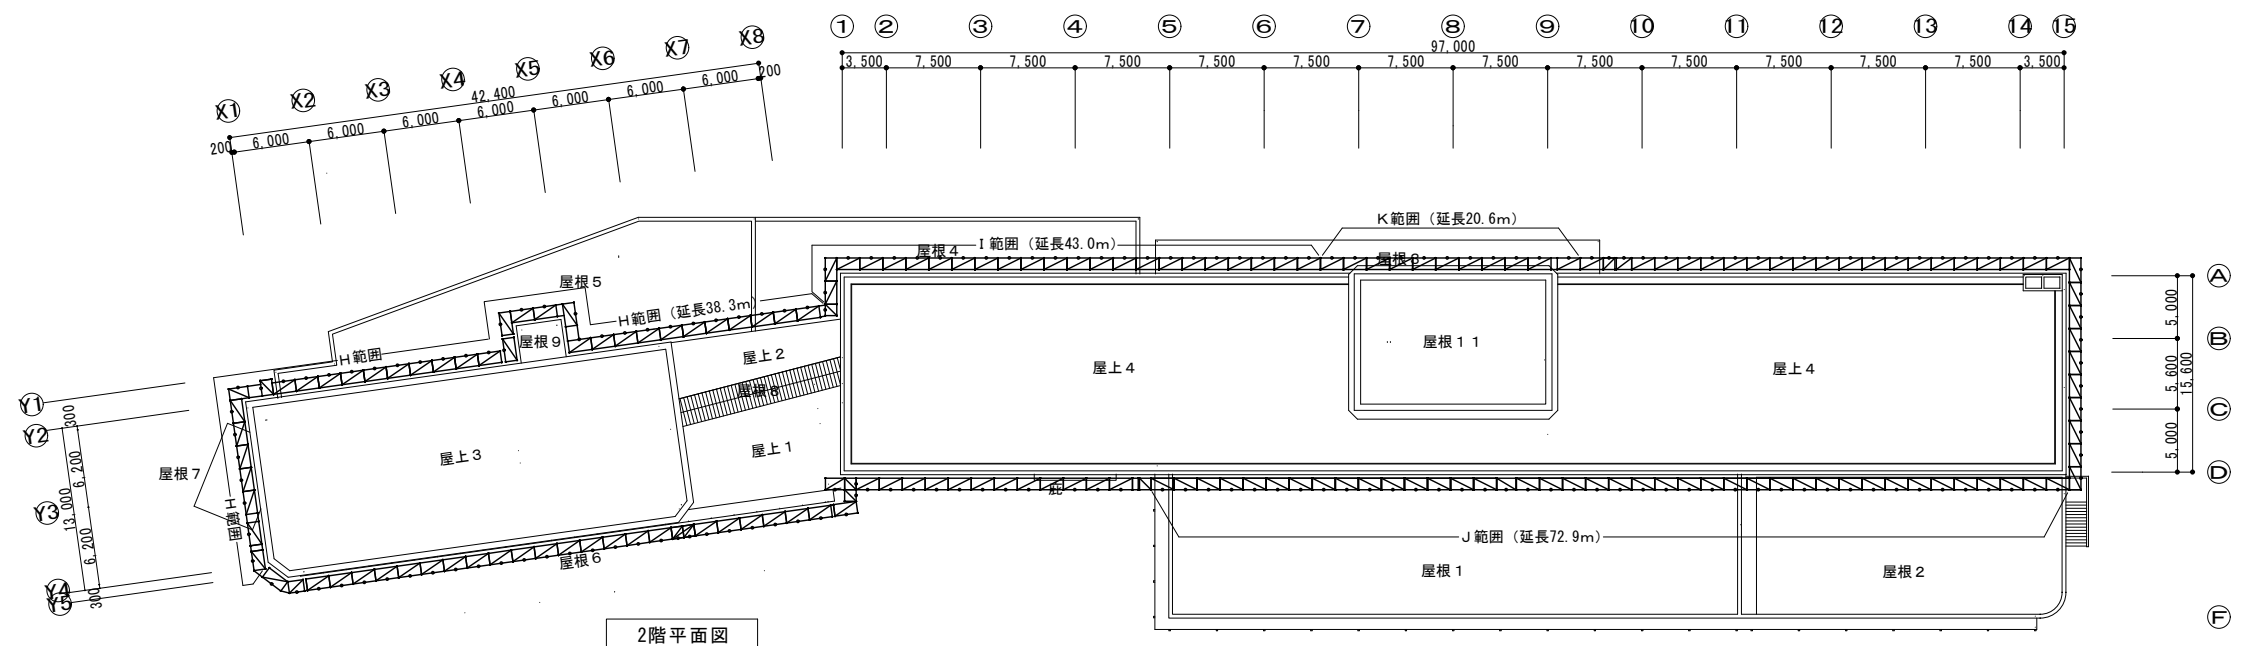 ① ② ③ ④ ⑤ ⑥ ⑦ ⑧ ⑨ ⑩ ⑪ ⑫ ⑬ ⑭ ⑮
97,000
3,500 7,500 7,500 7,500 7,500 7,500 7,500 7,500 7,500 7,500 7,500 7,500 7,500 3,500
X1 X2 X3 X4 X5 X6 X7 X8
42,400
200 6,000 6,000 6,000 6,000 6,000 6,000 6,000 200
K範囲（延長20.6m）
I範囲（延長43.0m）
屋根4
屋根5
H範囲（延長38.3m）
H範囲
屋根9
屋上2
屋上4
屋根11
屋上4
屋根8
屋上1
屋上3
屋根7
H範囲
庇
屋根6
J範囲（延長72.9m）
屋根1
屋根2
Ⓐ
Ⓑ
Ⓒ
Ⓓ
Ⓕ
5,000
5,600
5,000
15,600
Y1
Y2
Y3
Y4
Y5
300
6,200
13,000
6,200
300
2階平面図